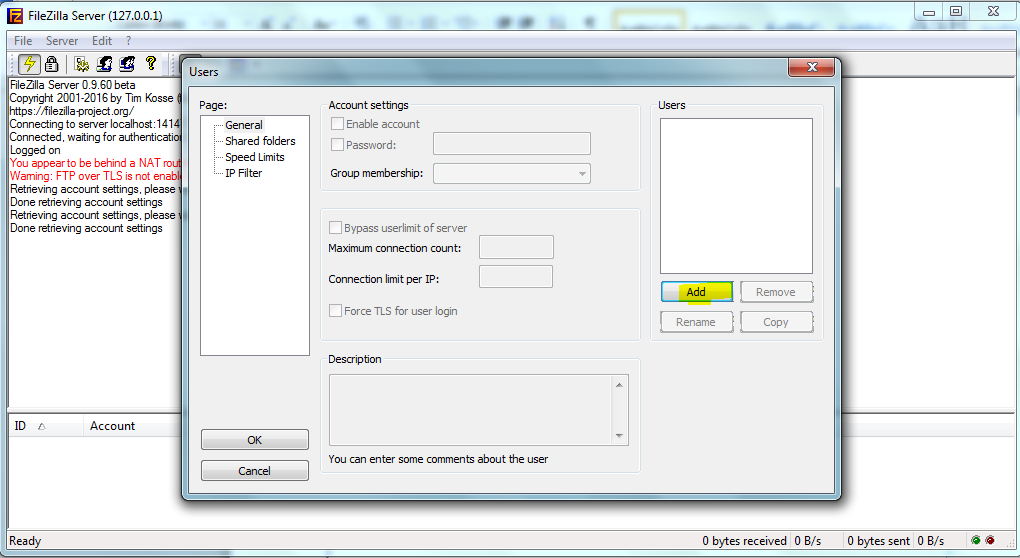 FileZilla Server (127.0.0.1)
File Server Edit ?
FileZilla Server 0.9.60 beta
Copyright 2001-2016 by Tim Kosse
https://filezilla-project.org/
Connecting to server localhost:1414
Connected, waiting for authentication
Logged on
You appear to be behind a NAT
Warning: FTP over TLS is not
Retrieving account settings, please
Done retrieving account settings
Retrieving account settings, please
Done retrieving account settings
Users
Page:
General
Shared folders
Speed Limits
IP Filter
OK
Cancel
Account settings
Enable account
Password:
Group membership:
Bypass userlimit of server
Maximum connection count:
Connection limit per IP:
Force TLS for user login
Description
You can enter some comments about the user
Users
Add Remove
Rename Copy
ID Account
Ready 0 bytes received 0 B/s 0 bytes sent 0 B/s